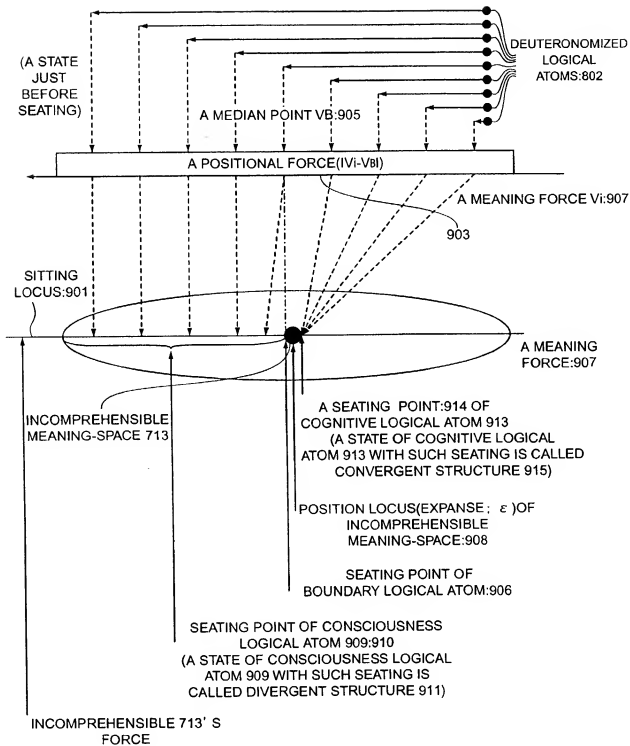 DEUTERONOMIZED
LOGICAL
ATOMS:802
(A STATE
JUST
BEFORE
SEATING)
A MEDIAN POINT VB:905
A POSITIONAL FORCE(IVi-VBI)
A MEANING FORCE Vi:907
903
SITTING
LOCUS:901
A MEANING
FORCE:907
INCOMPREHENSIBLE
MEANING-SPACE 713
A SEATING POINT:914 OF
COGNITIVE LOGICAL ATOM 913
(A STATE OF COGNITIVE LOGICAL
ATOM 913 WITH SUCH SEATING IS CALLED
CONVERGENT STRUCTURE 915)
POSITION LOCUS(EXPANSE; ε)OF
INCOMPREHENSIBLE
MEANING-SPACE:908
SEATING POINT OF
BOUNDARY LOGICAL ATOM:906
SEATING POINT OF CONSCIOUSNESS
LOGICAL ATOM 909:910
(A STATE OF CONSCIOUSNESS LOGICAL
ATOM 909 WITH SUCH SEATING IS
CALLED DIVERGENT STRUCTURE 911)
INCOMPREHENSIBLE 713'S
FORCE